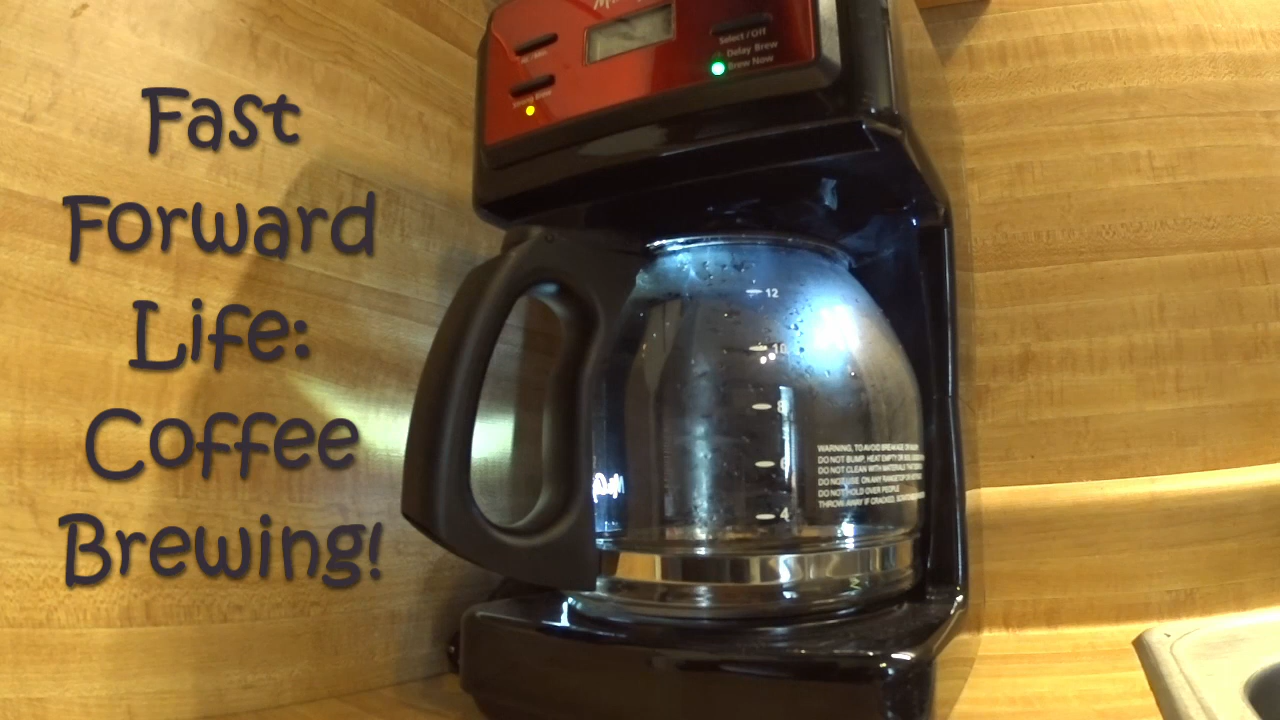 Fast
Forward
Life:
Coffee
Brewing!
Select / Off
Delay Brew
Brew Now
12
10
8
6
4
WARNING, TO AVOID BREAKAGE OR
DO NOT BUMP, HEAT EMPTY OR
DO NOT CLEAN WITH MATERIALS THAT
DO NOT USE ON ANY RANGETOP OR
DO NOT HOLD OVER PEOPLE
THROW AWAY IF CRACKED,